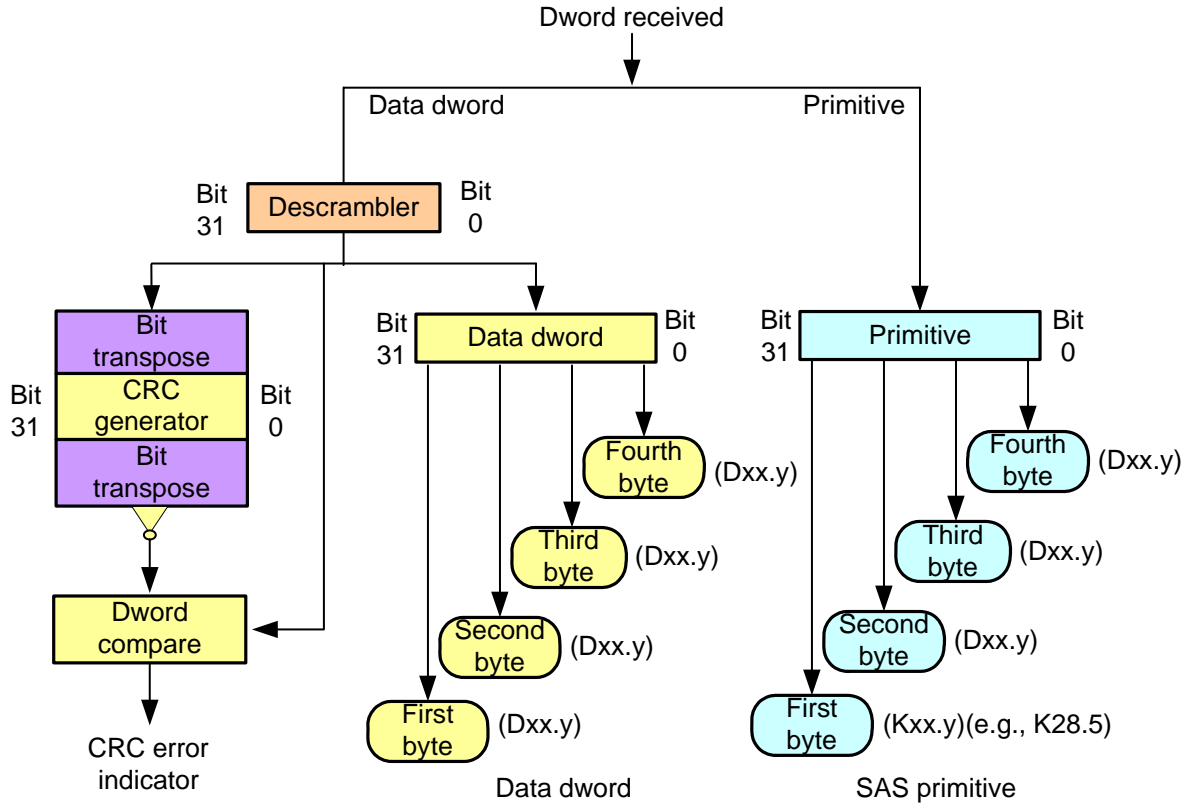 Dword received
Data dword
Primitive
Bit
31
Descrambler
Bit
0
Bit
transpose
Bit
31
CRC
generator
Bit
0
Bit
transpose
Dword
compare
CRC error
indicator
Bit
31
Data dword
Bit
0
Fourth
byte
(Dxx.y)
Third
byte
(Dxx.y)
Second
byte
(Dxx.y)
First
byte
(Dxx.y)
Data dword
Bit
31
Primitive
Bit
0
Fourth
byte
(Dxx.y)
Third
byte
(Dxx.y)
Second
byte
(Dxx.y)
First
byte
(Kxx.y)(e.g., K28.5)
SAS primitive